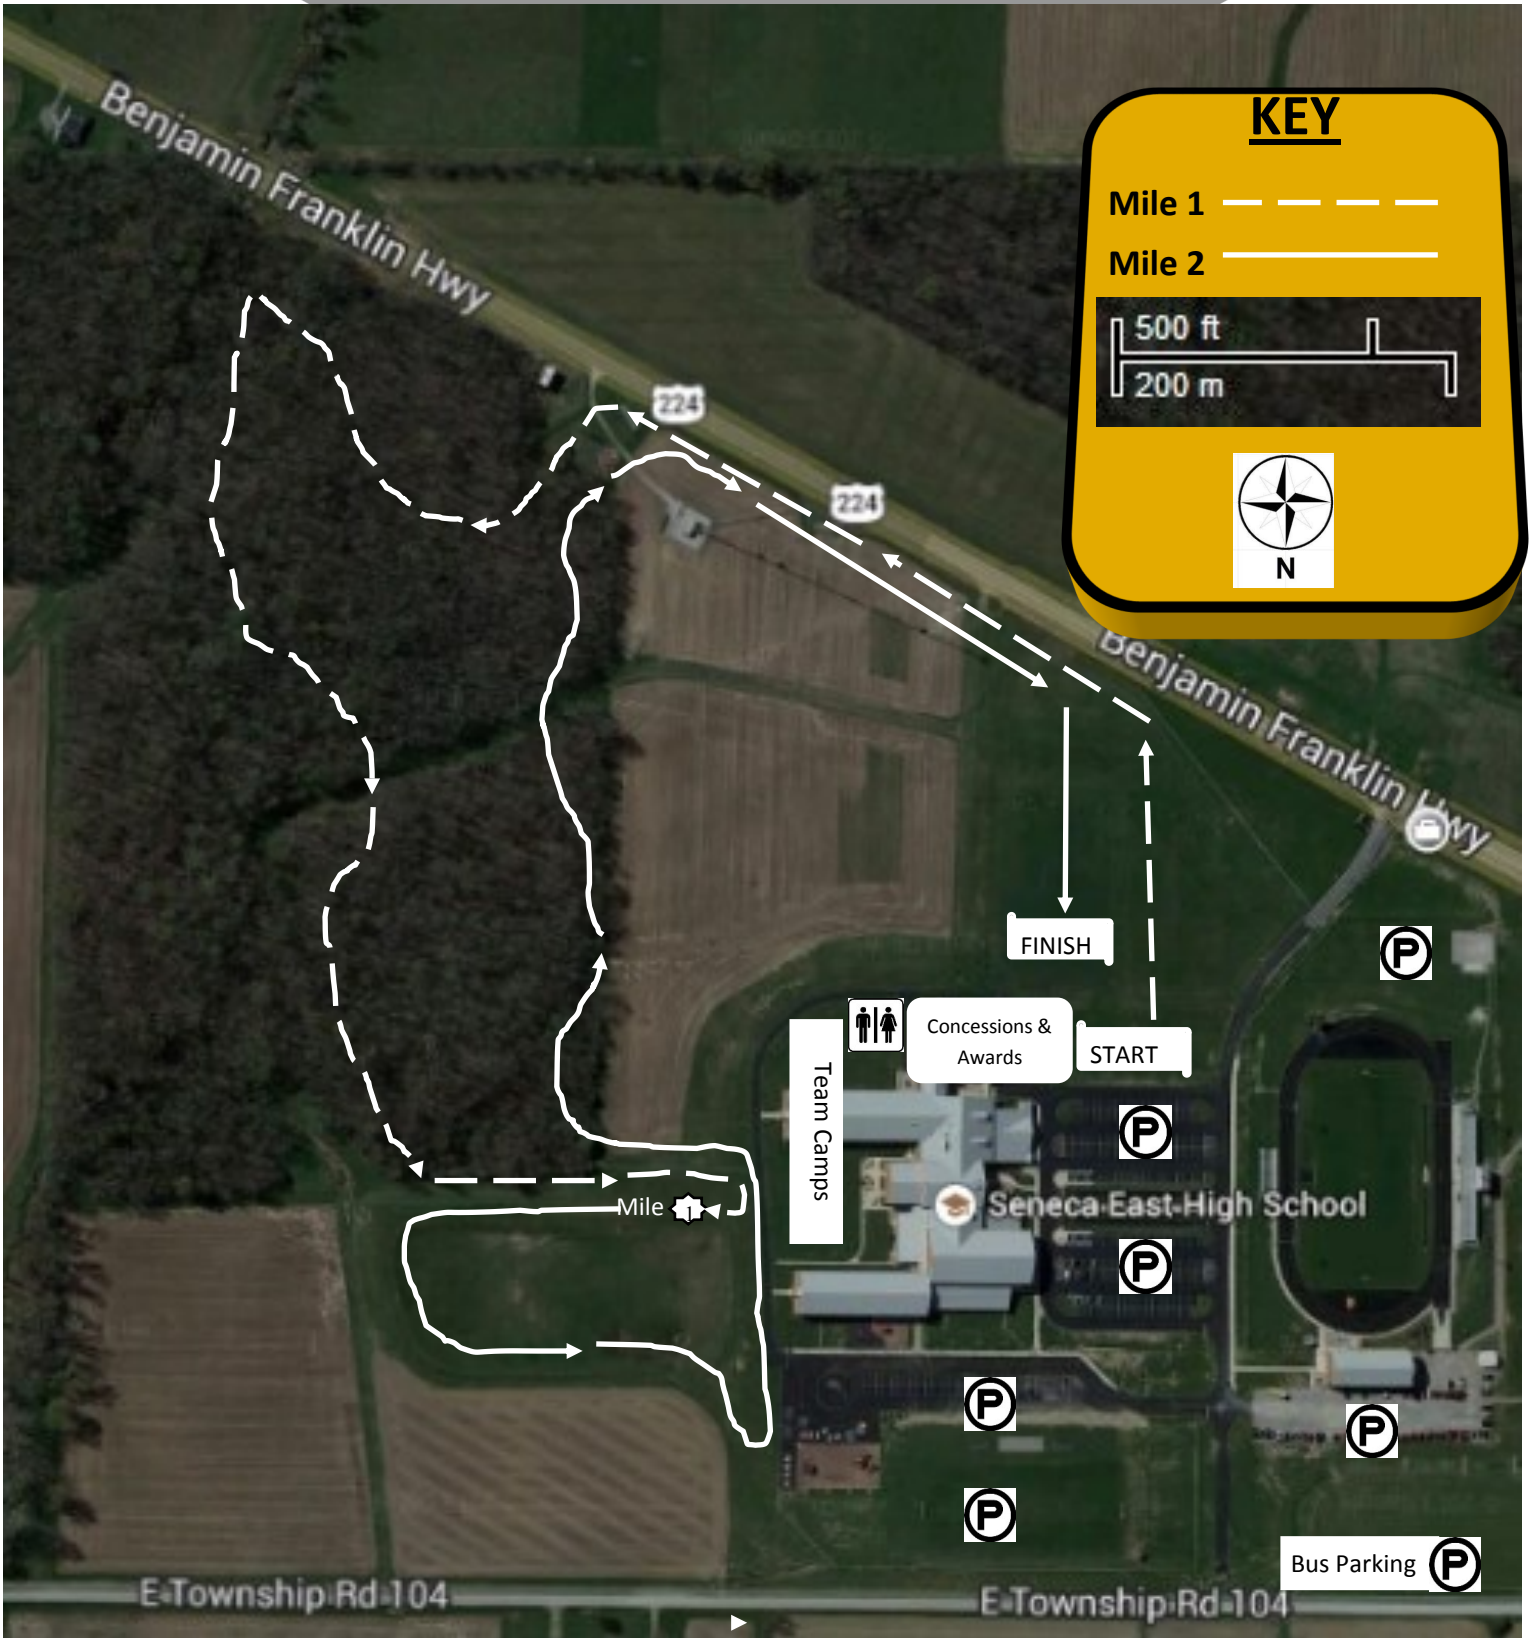 KEY
Mile 1
Mile 2
500 ft
200 m
N
Benjamin Franklin Hwy
224
224
Benjamin Franklin Hwy
FINISH
P
Concessions &
Awards
START
Team Camps
P
Mile 1
Seneca East High School
P
P
P
P
Bus Parking P
E Township Rd 104
E Township Rd 104